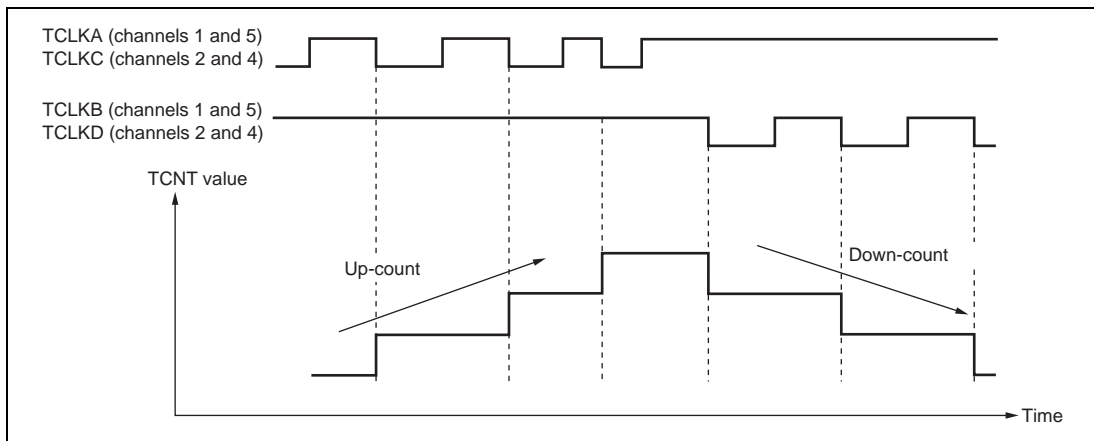 TCLKA (channels 1 and 5)
TCLKC (channels 2 and 4)
TCLKB (channels 1 and 5)
TCLKD (channels 2 and 4)
TCNT value
Up-count
Down-count
Time